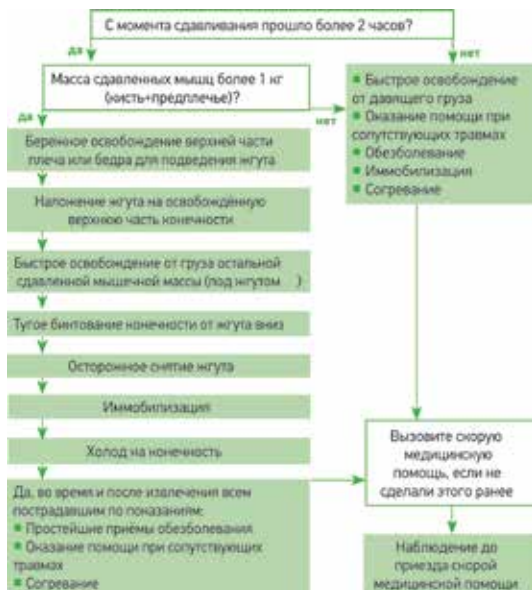 С момента сдавливания прошло более 2 часов?
да
нет
Масса сдавленных мышц более 1 кг
(кисть+предплечье)?
да
нет
■ Быстрое освобождение
от давящего груза
■ Оказание помощи при
сопутствующих травмах
■ Обезболевание
■ Иммобилизация
■ Согревание
Беренное освобождение верхней части
плеча или бедра для подведения жгута
Наложение жгута на освобождённую
верхнюю часть конечности
Быстрое освобождение от груза остальной
сдавленной мышечной массы (под жгутом )
Тугое бинтование конечности от жгута вниз
Осторожное снятие жгута
Иммобилизация
Холод на конечность
Да, во время и после извлечения всем
пострадавшим по показаниям:
■ Простейшие приёмы обезболевания
■ Оказание помощи при сопутствующих
травмах
■ Согревание
Вызовите скорую
медицинскую
помощь, если не
сделали этого ранее
Наблюдение до
приезда скорой
медицинской помощи